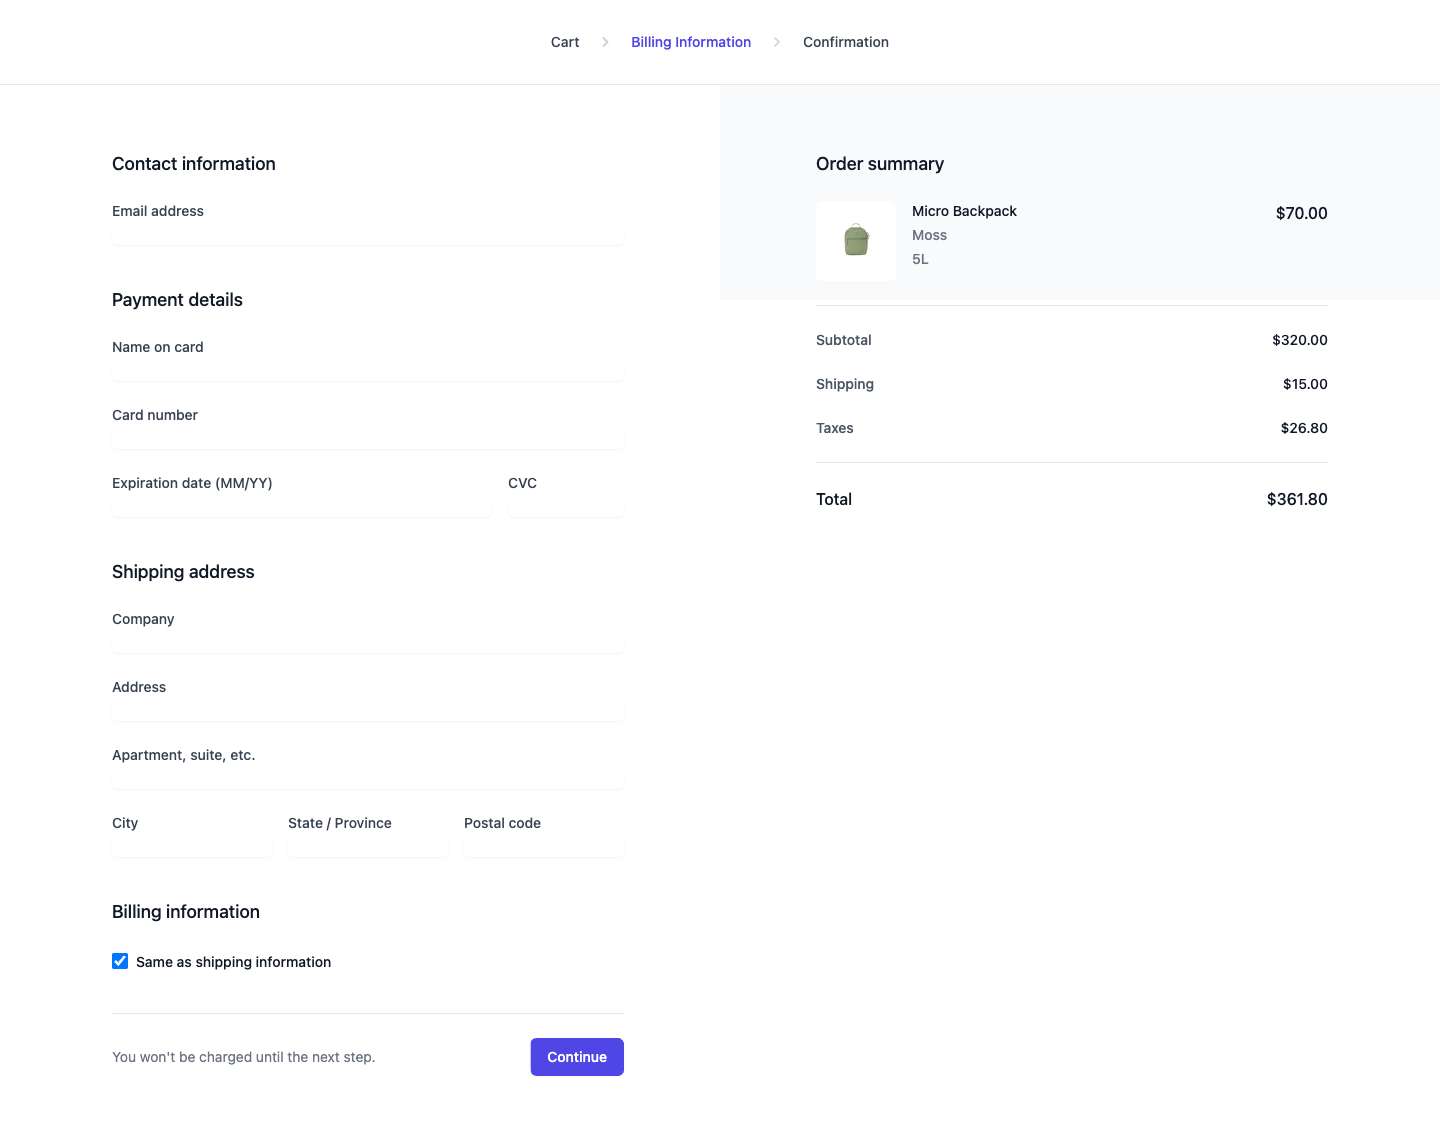 Cart
Billing Information
Confirmation
Contact information
Email address
Payment details
Name on card
Card number
Expiration date (MM/YY)
CVC
Shipping address
Company
Address
Apartment, suite, etc.
City
State / Province
Postal code
Billing information
Same as shipping information
You won't be charged until the next step.
Continue
Order summary
Micro Backpack
$70.00
Moss
5L
Subtotal
$320.00
Shipping
$15.00
Taxes
$26.80
Total
$361.80